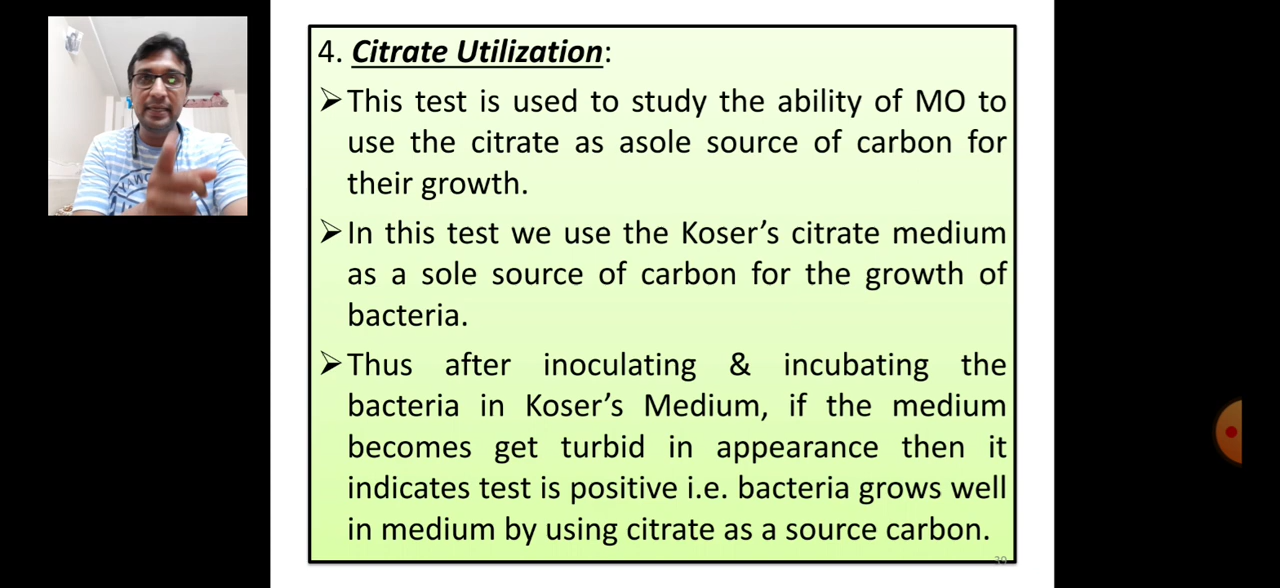 4. Citrate Utilization:
➢This test is used to study the ability of MO to
use the citrate as asole source of carbon for
their growth.
➢In this test we use the Koser's citrate medium
as a sole source of carbon for the growth of
bacteria.
➢Thus after inoculating & incubating the
bacteria in Koser's Medium, if the medium
becomes get turbid in appearance then it
indicates test is positive i.e. bacteria grows well
in medium by using citrate as a source carbon.